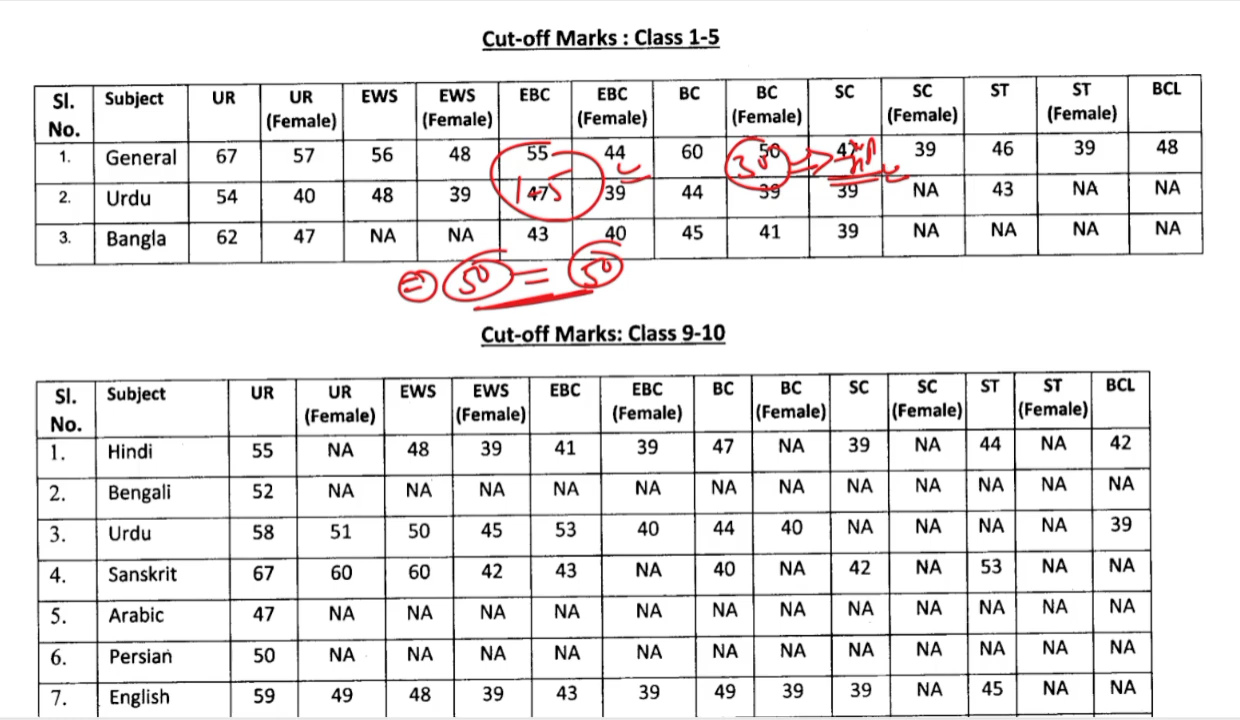 Cut-off Marks : Class 1-5
Sl. No. Subject UR UR (Female) EWS EWS (Female) EBC EBC (Female) BC BC (Female) SC SC (Female) ST ST (Female) BCL
1. General 67 57 56 48 55 44 60 50 47 39 46 39 48
2. Urdu 54 40 48 39 47 39 44 39 39 NA 43 NA NA
3. Bangla 62 47 NA NA 43 40 45 41 39 NA NA NA NA
1-5
30
50 = 50
Cut-off Marks: Class 9-10
Sl. No. Subject UR UR (Female) EWS EWS (Female) EBC EBC (Female) BC BC (Female) SC SC (Female) ST ST (Female) BCL
1. Hindi 55 NA 48 39 41 39 47 NA 39 NA 44 NA 42
2. Bengali 52 NA NA NA NA NA NA NA NA NA NA NA NA
3. Urdu 58 51 50 45 53 40 44 40 NA NA NA NA 39
4. Sanskrit 67 60 60 42 43 NA 40 NA 42 NA 53 NA NA
5. Arabic 47 NA NA NA NA NA NA NA NA NA NA NA NA
6. Persian 50 NA NA NA NA NA NA NA NA NA NA NA NA
7. English 59 49 48 39 43 39 49 39 39 NA 45 NA NA